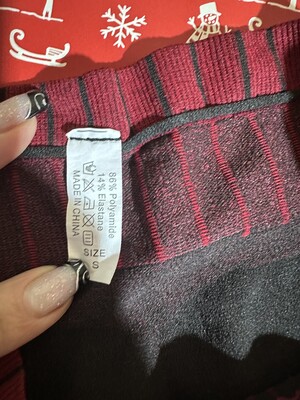 86% Polyamide
14% Elastane
MADE IN CHINA
SIZE
S